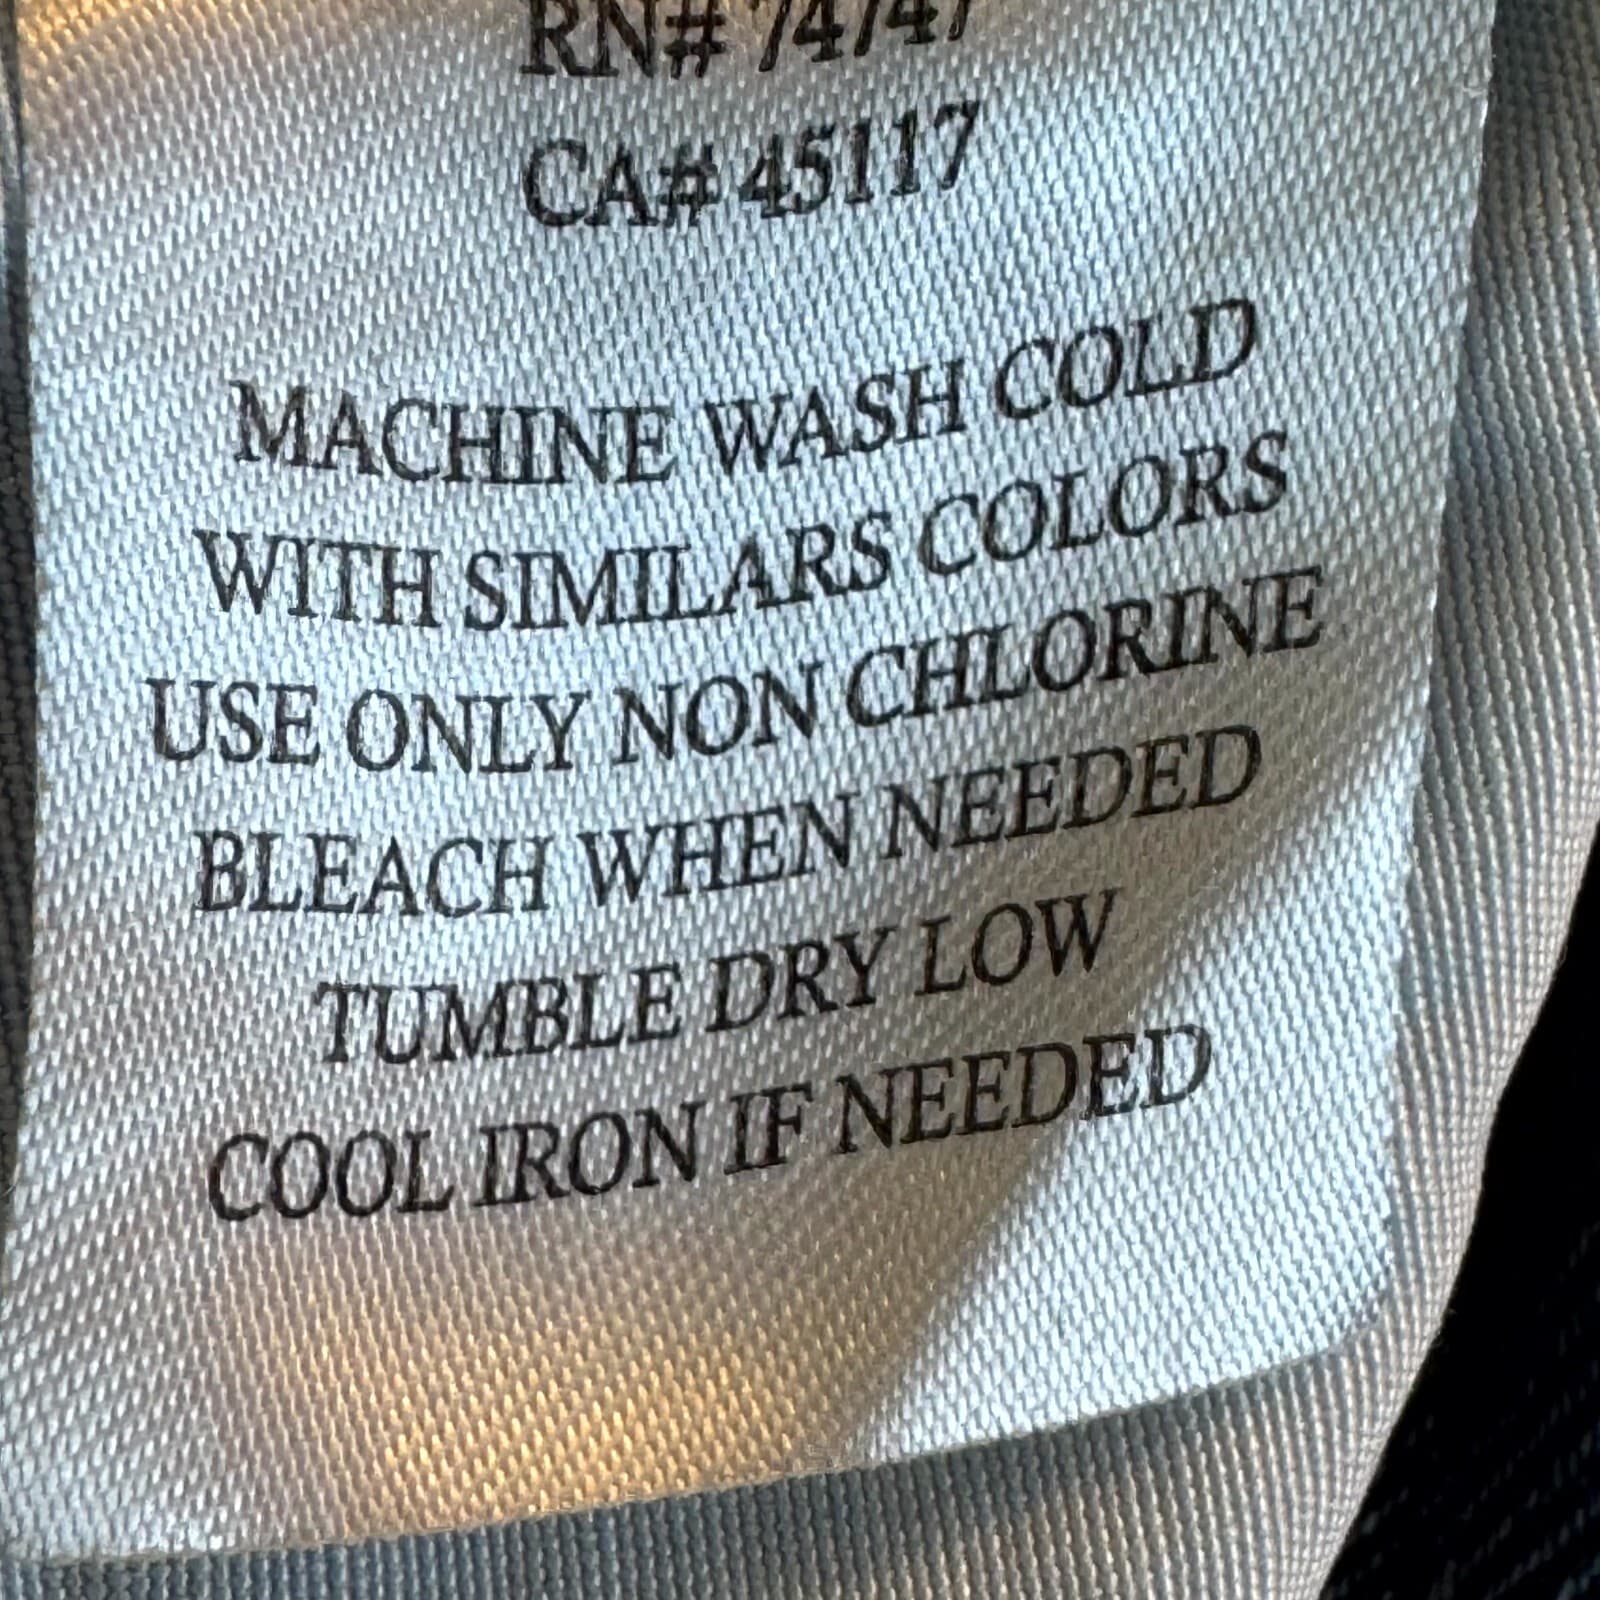 RN# 74747
CA# 45117
MACHINE WASH COLD
WITH SIMILARS COLORS
USE ONLY NON CHLORINE
BLEACH WHEN NEEDED
TUMBLE DRY LOW
COOL IRON IF NEEDED